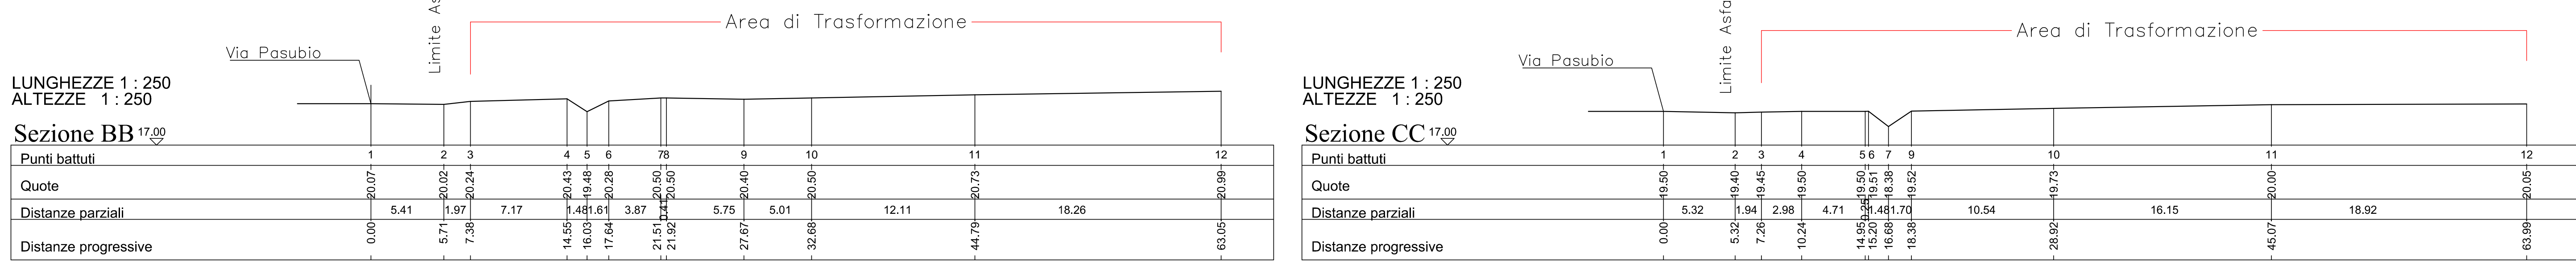 Limite As
Area di Trasformazione
Via Pasubio
LUNGHEZZE 1 : 250
ALTEZZE 1 : 250
Sezione BB 17.00
Punti battuti 1 2 3 4 5 6 7 8 9 10 11 12
Quote 20.07 20.02 20.24 20.43 19.48 20.28 20.50 20.50 20.40 20.50 20.73 20.99
Distanze parziali 5.41 1.97 7.17 1.48 1.61 3.87 0.41 5.75 5.01 12.11 18.26
Distanze progressive 0.00 5.71 7.38 14.55 16.03 17.64 21.51 21.92 27.67 32.68 44.79 63.05
Limite Asfa
Area di Trasformazione
Via Pasubio
LUNGHEZZE 1 : 250
ALTEZZE 1 : 250
Sezione CC 17.00
Punti battuti 1 2 3 4 5 6 7 9 10 11 12
Quote 19.50 19.40 19.45 19.50 19.50 19.51 18.38 19.52 19.73 20.00 20.05
Distanze parziali 5.32 1.94 2.98 4.71 0.25 1.48 1.70 10.54 16.15 18.92
Distanze progressive 0.00 5.32 7.26 10.24 14.95 15.20 16.68 18.38 28.92 45.07 63.99